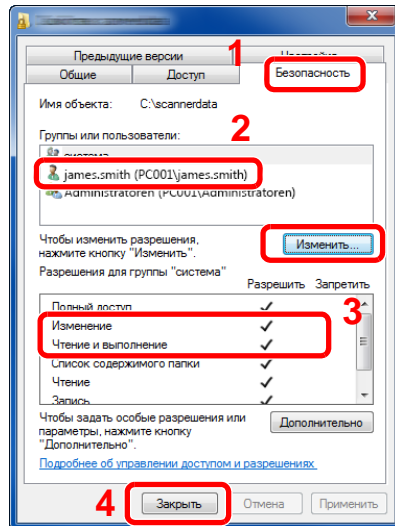 Предыдущие версии
1
Общие
Доступ
Безопасность
Имя объекта: C:\scannerdata
Группы или пользователи:
2
система
james.smith (PC001\james.smith)
Administratoren (PC001\Administratoren)
Чтобы изменить разрешения,
нажмите кнопку "Изменить".
Изменить...
Разрешения для группы "система"
Разрешить Запретить
3
Полный доступ
Изменение
Чтение и выполнение
Список содержимого папки
Чтение
Запись
Чтобы задать особые разрешения или
параметры, нажмите кнопку
"Дополнительно".
Дополнительно
Подробнее об управлении доступом и разрешениях
4
Закрыть
Отмена
Применить